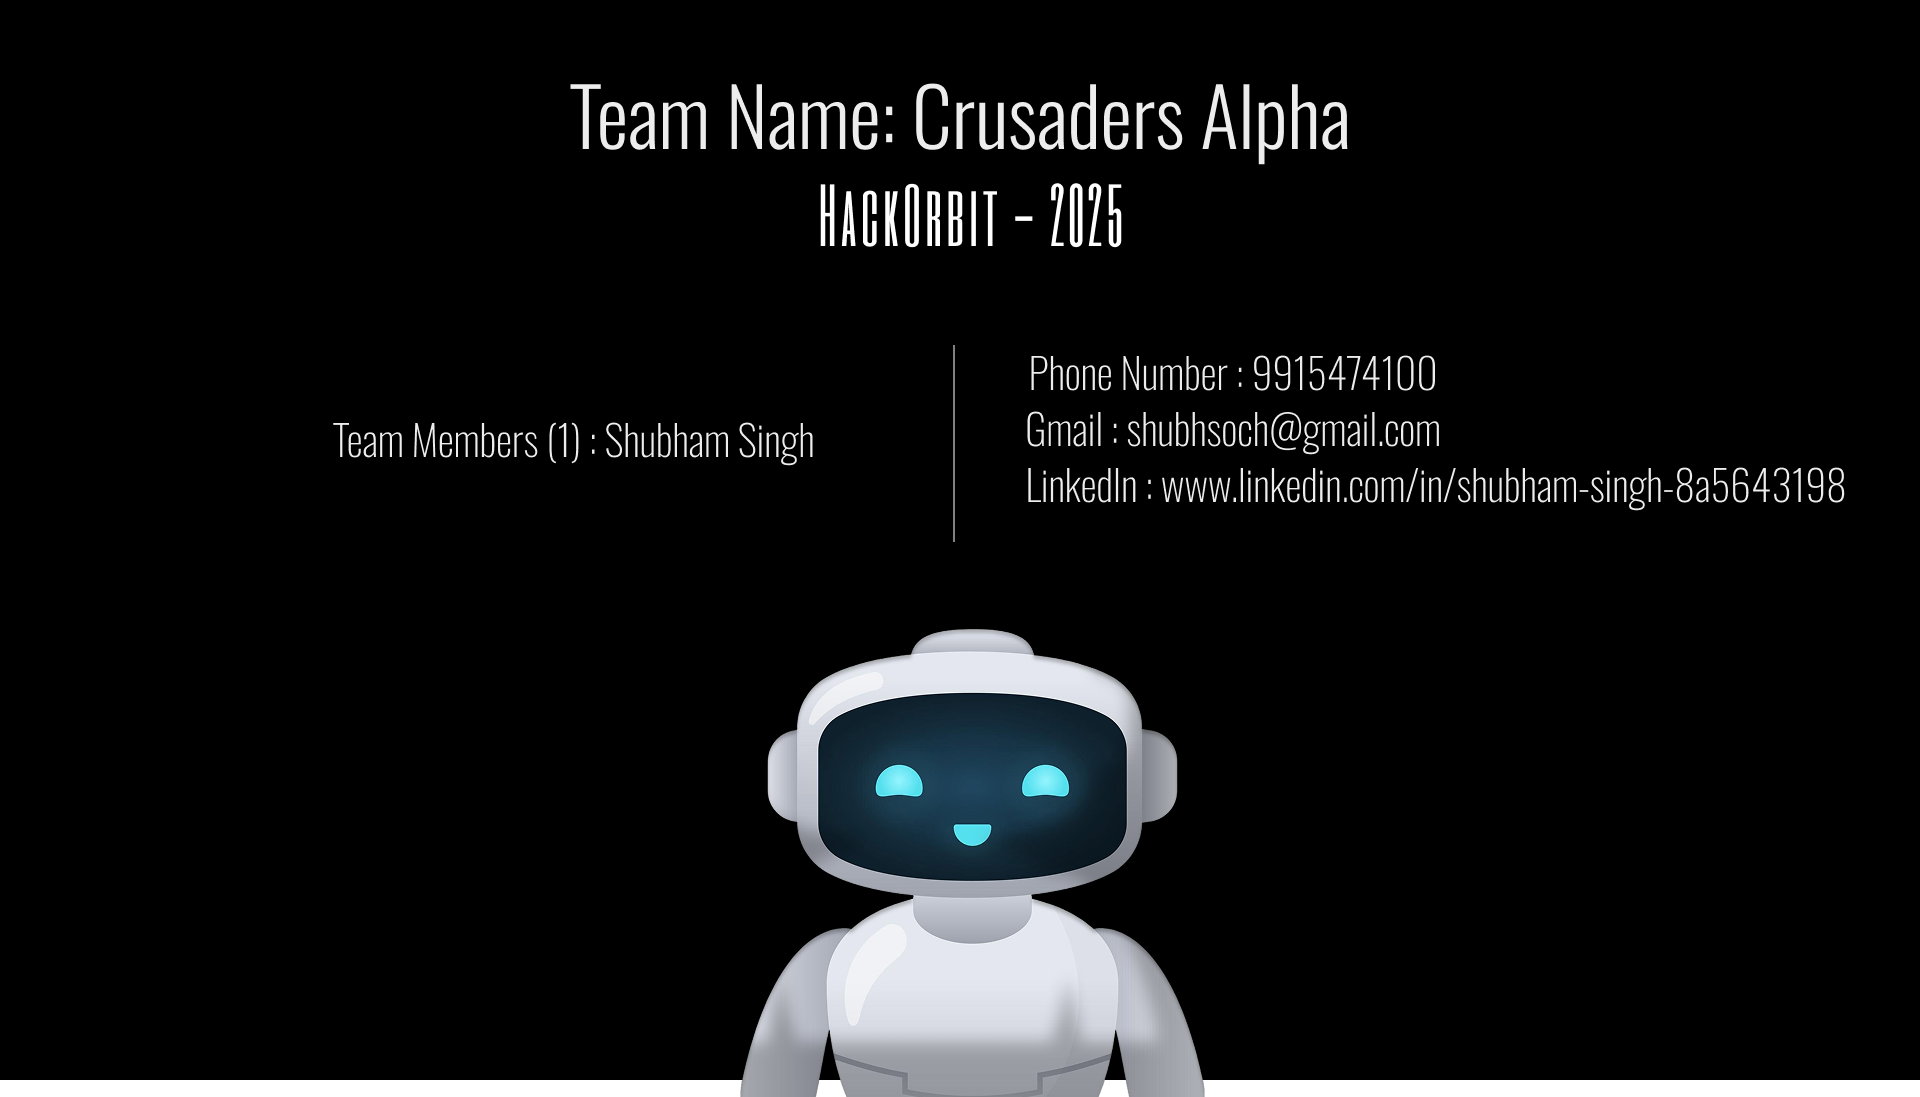 Team Name: Crusaders Alpha
HackOrbit – 2025
Team Members (1) : Shubham Singh
Phone Number : 9915474100
Gmail : shubhsoch@gmail.com
LinkedIn : www.linkedin.com/in/shubham-singh-8a5643198